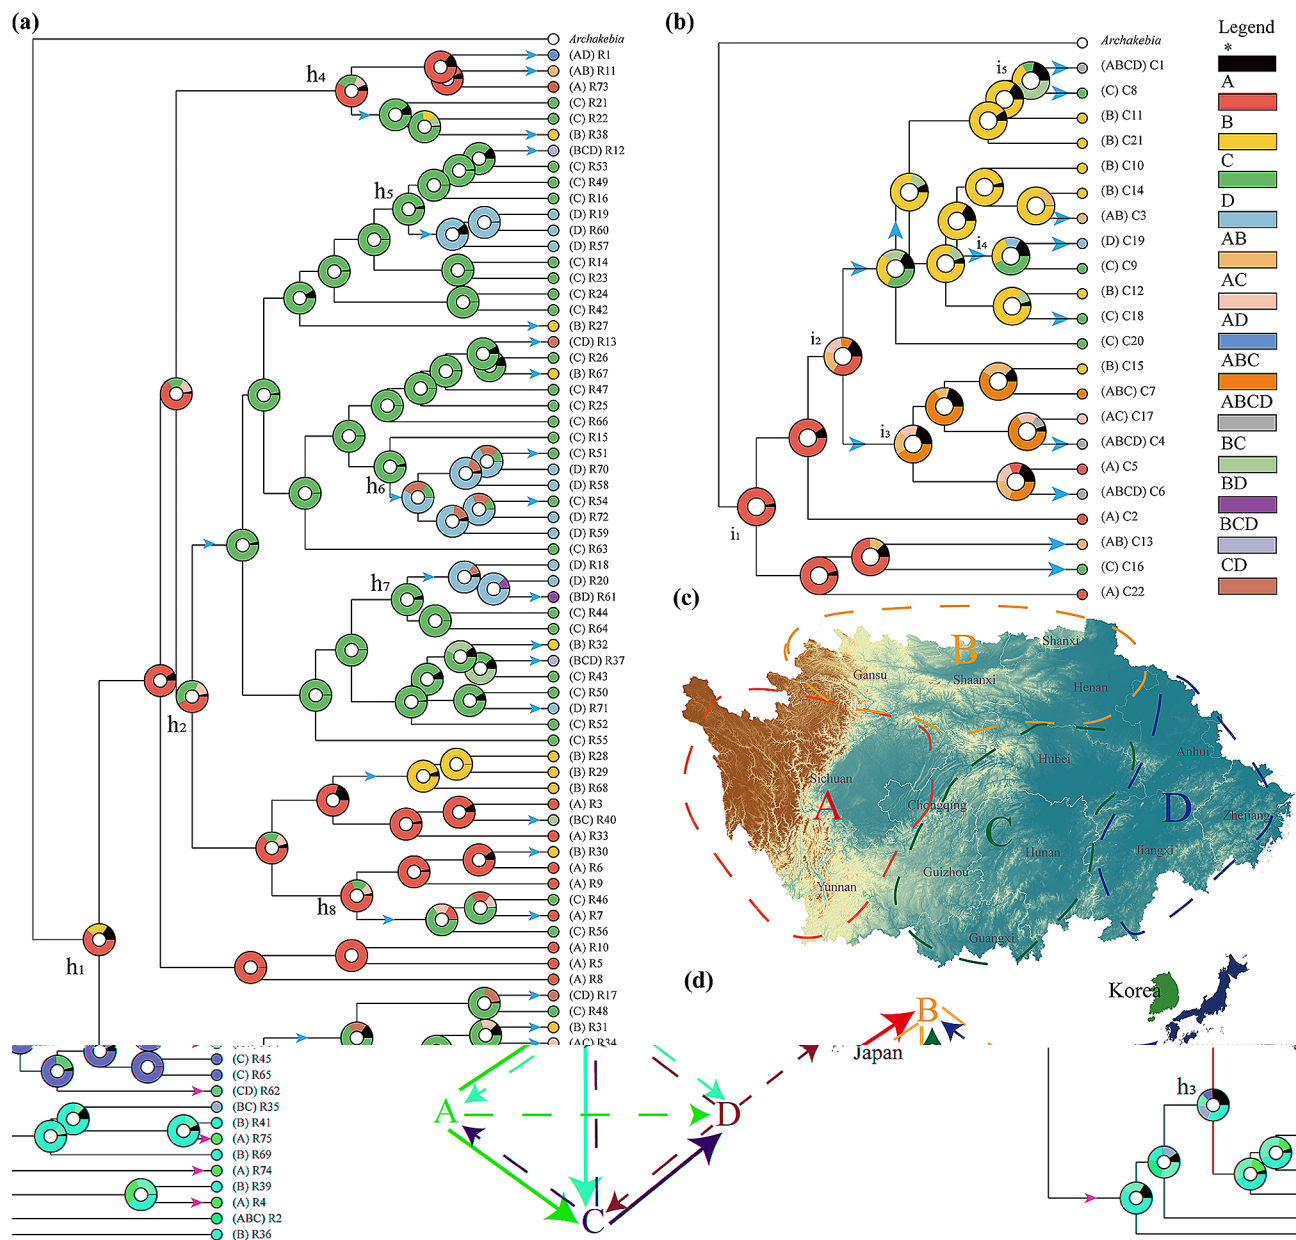 (a)
Archakebia
(AD) R1
(AB) R11
(A) R73
(C) R21
(C) R22
(B) R38
(BCD) R12
(C) R53
(C) R49
(C) R16
(D) R19
(D) R60
(D) R57
(C) R14
(C) R23
(C) R24
(C) R42
(B) R27
(CD) R13
(C) R26
(B) R67
(C) R47
(C) R25
(C) R66
(C) R15
(C) R51
(D) R70
(D) R58
(C) R54
(D) R72
(D) R59
(C) R63
(D) R18
(D) R20
(BD) R61
(C) R44
(C) R64
(B) R32
(BCD) R37
(C) R43
(C) R50
(D) R71
(C) R52
(C) R55
(B) R28
(B) R29
(B) R68
(A) R3
(BC) R40
(A) R33
(B) R30
(A) R6
(A) R9
(C) R46
(A) R7
(C) R56
(A) R10
(A) R5
(A) R8
(CD) R17
(C) R48
(B) R31
(AC) R34
h4
h5
h6
h7
h2
h8
h1
(b)
Archakebia
(ABCD) C1
(C) C8
(B) C11
(B) C21
(B) C10
(B) C14
(AB) C3
(D) C19
(C) C9
(B) C12
(C) C18
(C) C20
(B) C15
(ABC) C7
(AC) C17
(ABCD) C4
(A) C5
(ABCD) C6
(A) C2
(AB) C13
(C) C16
(A) C22
i5
i4
i2
i3
i1
Legend
*
A
B
C
D
AB
AC
AD
ABC
ABCD
BC
BD
BCD
CD
(c)
B
Shanxi
Gansu
Shaanxi
Henan
Hubei
Anhui
Sichuan
A
Chongqing
C
D
Zhejiang
Hunan
Jiangxi
Guizhou
Yunnan
Guangxi
(d)
Korea
B
Japan
(C) R45
(C) R65
(CD) R62
(BC) R35
(B) R41
(A) R75
(B) R69
(A) R74
(B) R39
(A) R4
(ABC) R2
(B) R36
A
D
C
h3